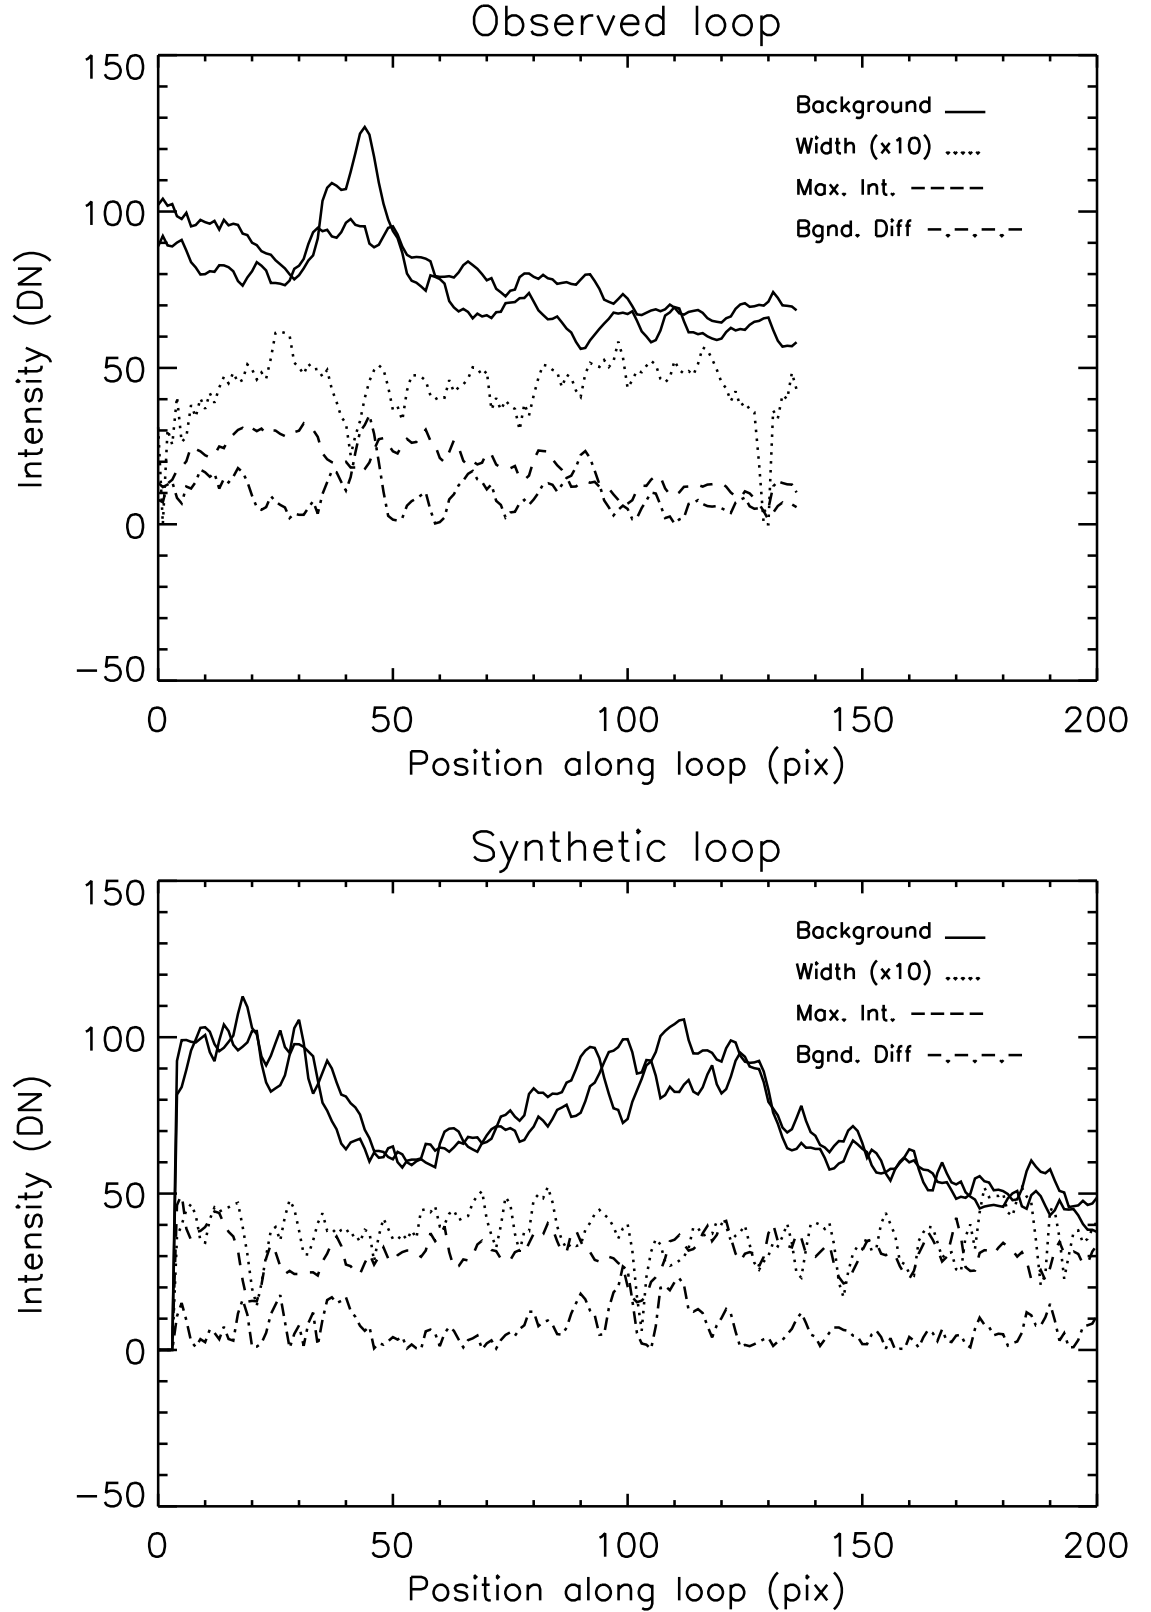 Observed loop
150
100
50
0
−50
Intensity (DN)
Background
Width (x10)
Max. Int.
Bgnd. Diff
0 50 100 150 200
Position along loop (pix)
Synthetic loop
150
100
50
0
−50
Intensity (DN)
Background
Width (x10)
Max. Int.
Bgnd. Diff
0 50 100 150 200
Position along loop (pix)